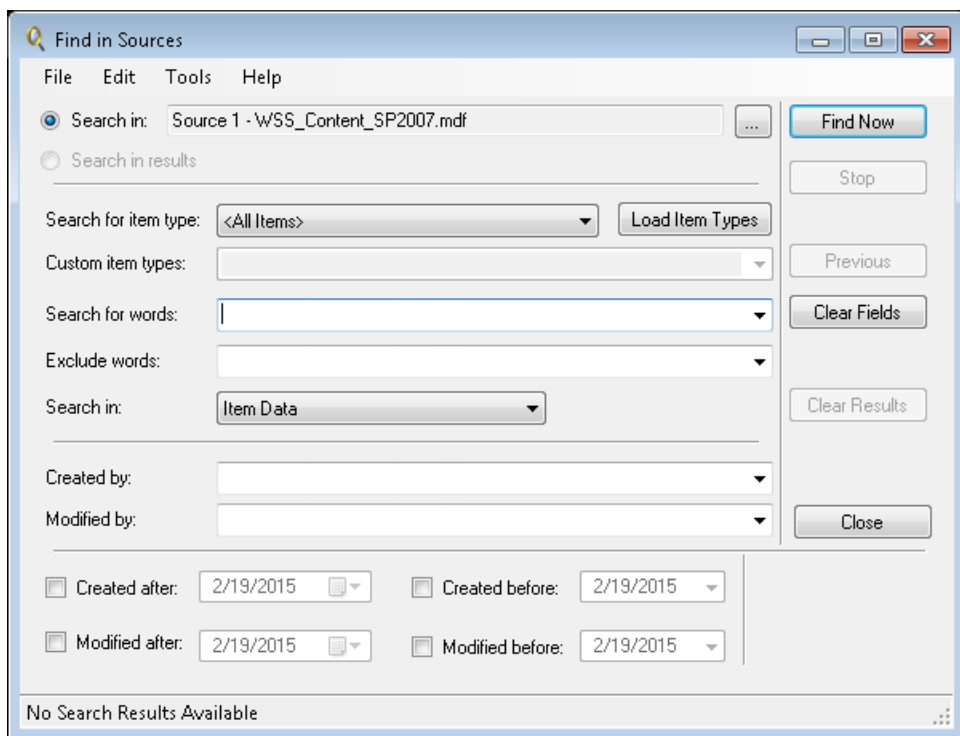 Find in Sources
File Edit Tools Help
Search in: Source 1 - WSS_Content_SP2007.mdf ... Find Now
Search in results
Stop
Search for item type: <All Items> Load Item Types
Custom item types: Previous
Search for words: Clear Fields
Exclude words:
Search in: Item Data Clear Results
Created by:
Modified by: Close
Created after: 2/19/2015 Created before: 2/19/2015
Modified after: 2/19/2015 Modified before: 2/19/2015
No Search Results Available